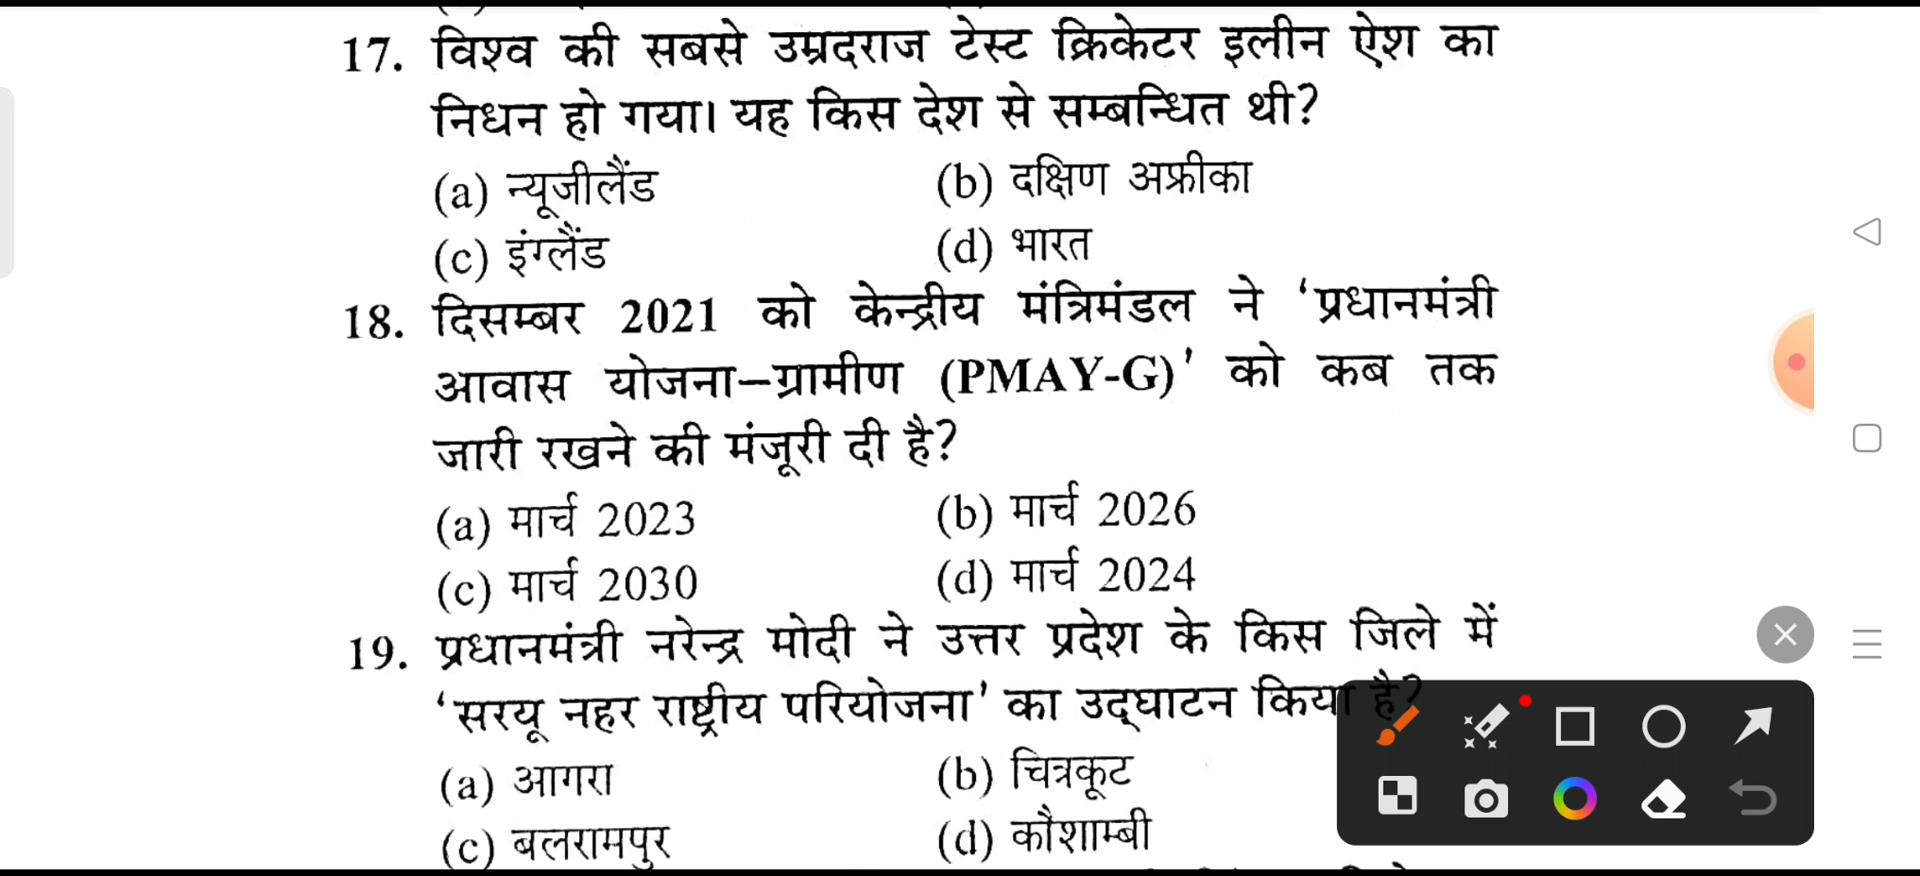 17. विश्व की सबसे उम्रदराज टेस्ट क्रिकेटर इलीन ऐश का
निधन हो गया। यह किस देश से सम्बन्धित थी?
(a) न्यूजीलैंड (b) दक्षिण अफ्रीका
(c) इंग्लैंड (d) भारत
18. दिसम्बर 2021 को केन्द्रीय मंत्रिमंडल ने ‘प्रधानमंत्री
आवास योजना–ग्रामीण (PMAY-G)’ को कब तक
जारी रखने की मंजूरी दी है?
(a) मार्च 2023 (b) मार्च 2026
(c) मार्च 2030 (d) मार्च 2024
19. प्रधानमंत्री नरेन्द्र मोदी ने उत्तर प्रदेश के किस जिले में
‘सरयू नहर राष्ट्रीय परियोजना’ का उद्घाटन किया है?
(a) आगरा (b) चित्रकूट
(c) बलरामपुर (d) कौशाम्बी